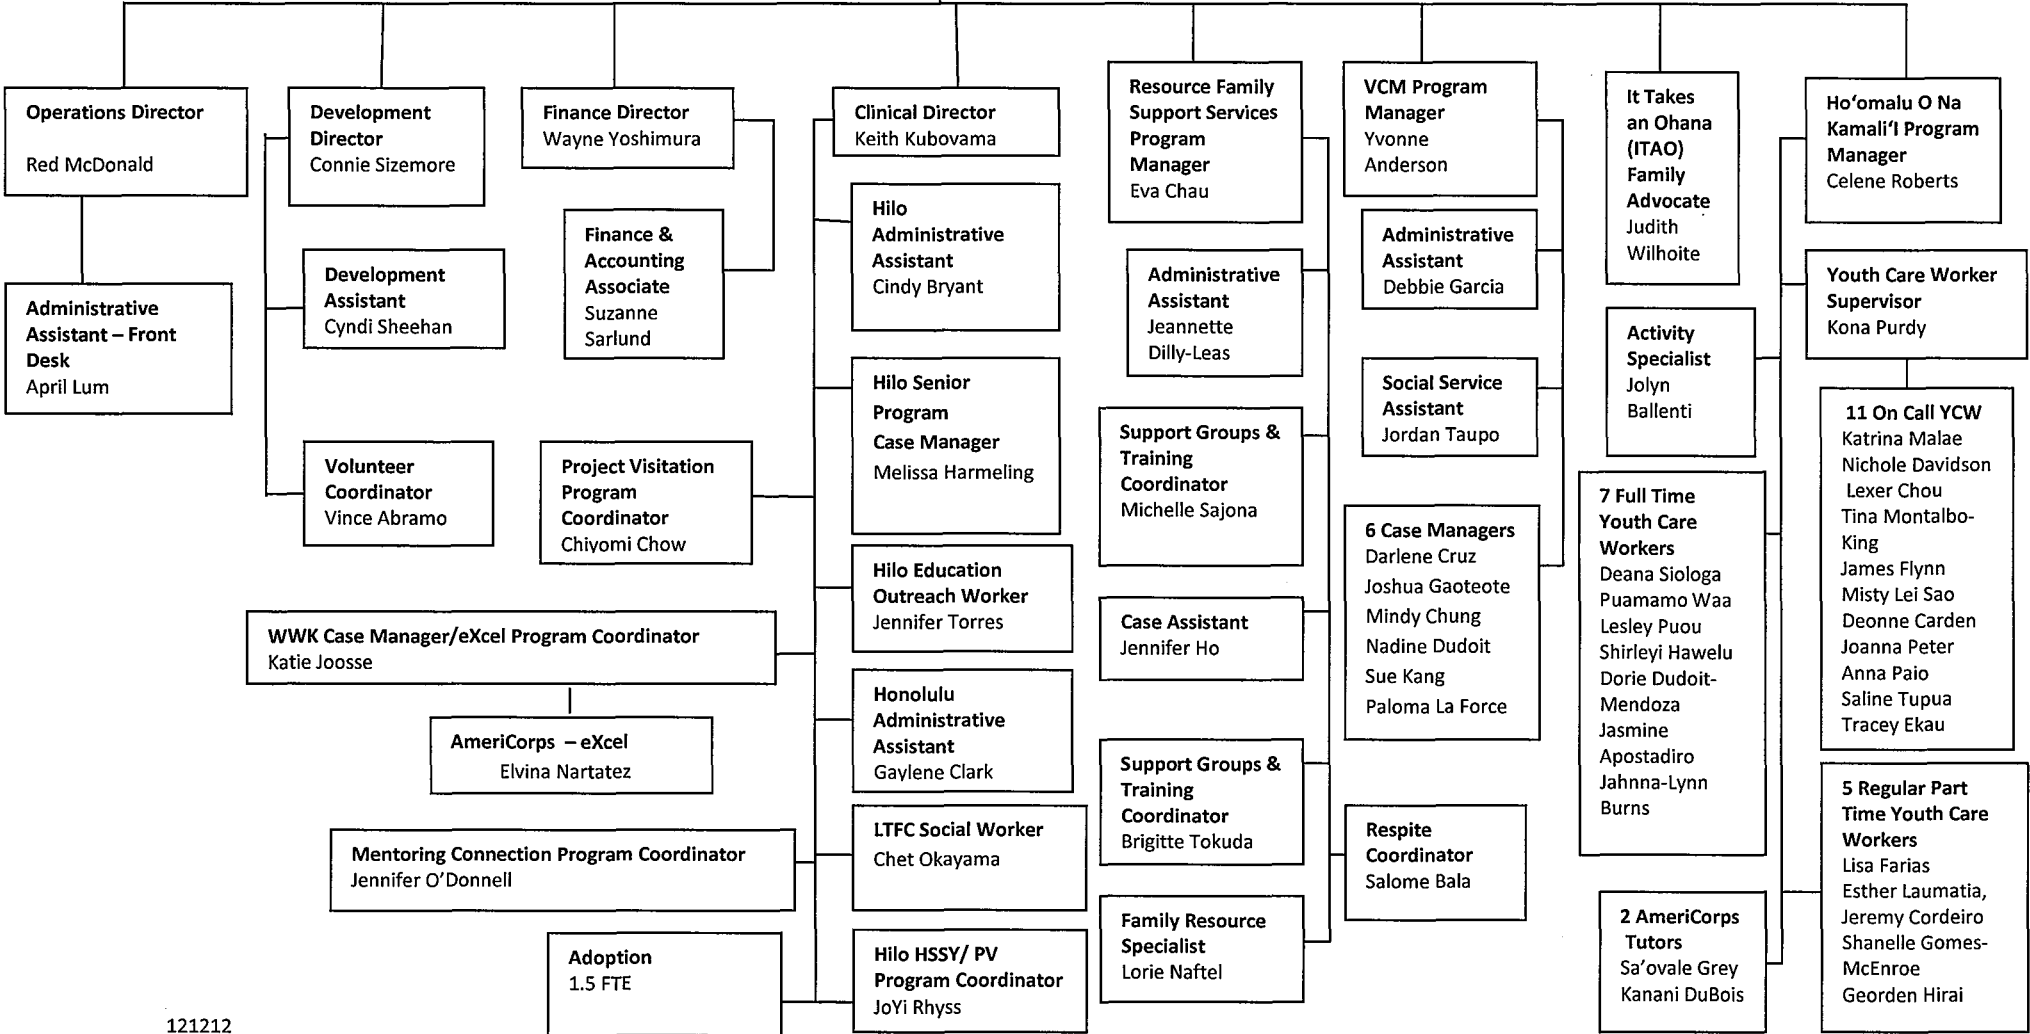 Operations Director
Red McDonald
Administrative
Assistant – Front
Desk
April Lum
Development
Director
Connie Sizemore
Development
Assistant
Cyndi Sheehan
Volunteer
Coordinator
Vince Abramo
Finance Director
Wayne Yoshimura
Finance &
Accounting
Associate
Suzanne
Sarlund
Project Visitation
Program
Coordinator
Chiyomi Chow
WWK Case Manager/eXcel Program Coordinator
Katie Joosse
AmeriCorps – eXcel
Elvina Nartatez
Mentoring Connection Program Coordinator
Jennifer O’Donnell
Adoption
1.5 FTE
Clinical Director
Keith Kubovama
Hilo
Administrative
Assistant
Cindy Bryant
Hilo Senior
Program
Case Manager
Melissa Harmeling
Hilo Education
Outreach Worker
Jennifer Torres
Honolulu
Administrative
Assistant
Gaylene Clark
LTFC Social Worker
Chet Okayama
Hilo HSSY/ PV
Program Coordinator
JoYi Rhyss
Resource Family
Support Services
Program
Manager
Eva Chau
Administrative
Assistant
Jeannette
Dilly-Leas
Support Groups &
Training
Coordinator
Michelle Sajona
Case Assistant
Jennifer Ho
Support Groups &
Training
Coordinator
Brigitte Tokuda
Family Resource
Specialist
Lorie Naftel
VCM Program
Manager
Yvonne
Anderson
Administrative
Assistant
Debbie Garcia
Social Service
Assistant
Jordan Taupo
6 Case Managers
Darlene Cruz
Joshua Gaoteote
Mindy Chung
Nadine Dudoit
Sue Kang
Paloma La Force
Respite
Coordinator
Salome Bala
It Takes
an Ohana
(ITAO)
Family
Advocate
Judith
Wilhoite
Activity
Specialist
Jolyn
Ballenti
7 Full Time
Youth Care
Workers
Deana Siologa
Puamamo Waa
Lesley Puou
Shirleyi Hawelu
Dorie Dudoit-
Mendoza
Jasmine
Apostadiro
Jahnna-Lynn
Burns
2 AmeriCorps
Tutors
Sa’ovale Grey
Kanani DuBois
Ho‘omalu O Na
Kamali‘I Program
Manager
Celene Roberts
Youth Care Worker
Supervisor
Kona Purdy
11 On Call YCW
Katrina Malae
Nichole Davidson
Lexer Chou
Tina Montalbo-
King
James Flynn
Misty Lei Sao
Deonne Carden
Joanna Peter
Anna Paio
Saline Tupua
Tracey Ekau
5 Regular Part
Time Youth Care
Workers
Lisa Farias
Esther Laumatia,
Jeremy Cordeiro
Shanelle Gomes-
McEnroe
Georden Hirai
121212